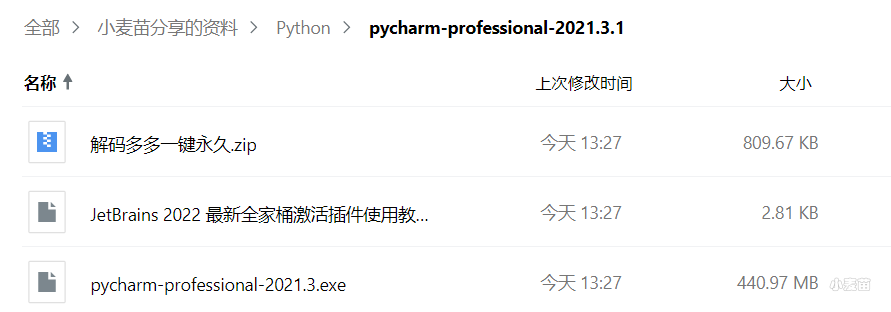 全部 > 小麦苗分享的资料 > Python > pycharm-professional-2021.3.1
名称 上次修改时间 大小
解码多多一键永久.zip 今天 13:27 809.67 KB
JetBrains 2022 最新全家桶激活插件使用教... 今天 13:27 2.81 KB
pycharm-professional-2021.3.exe 今天 13:27 440.97 MB 小麦苗